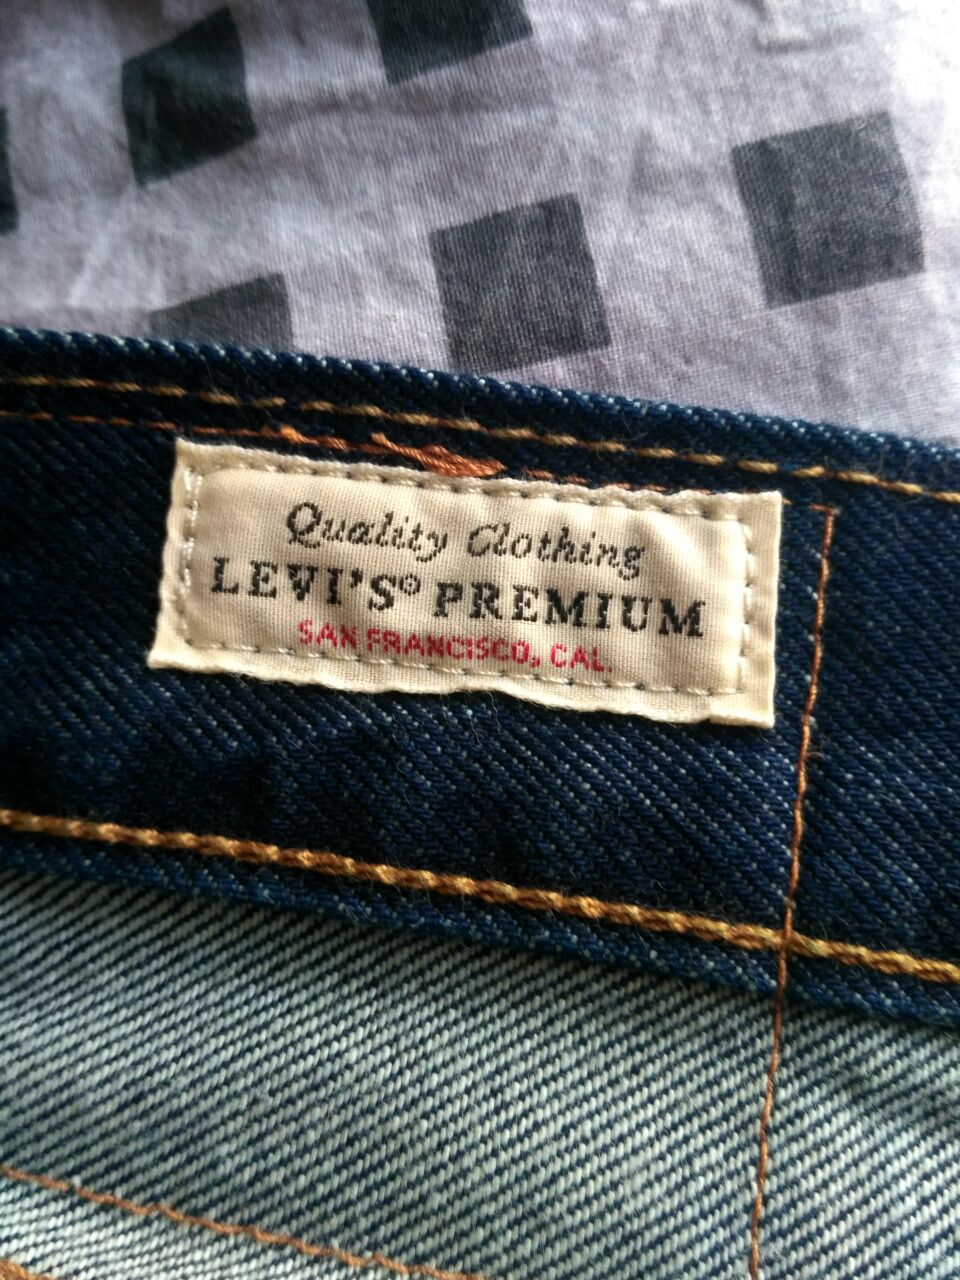 Quality Clothing
LEVI'S® PREMIUM
SAN FRANCISCO, CAL.